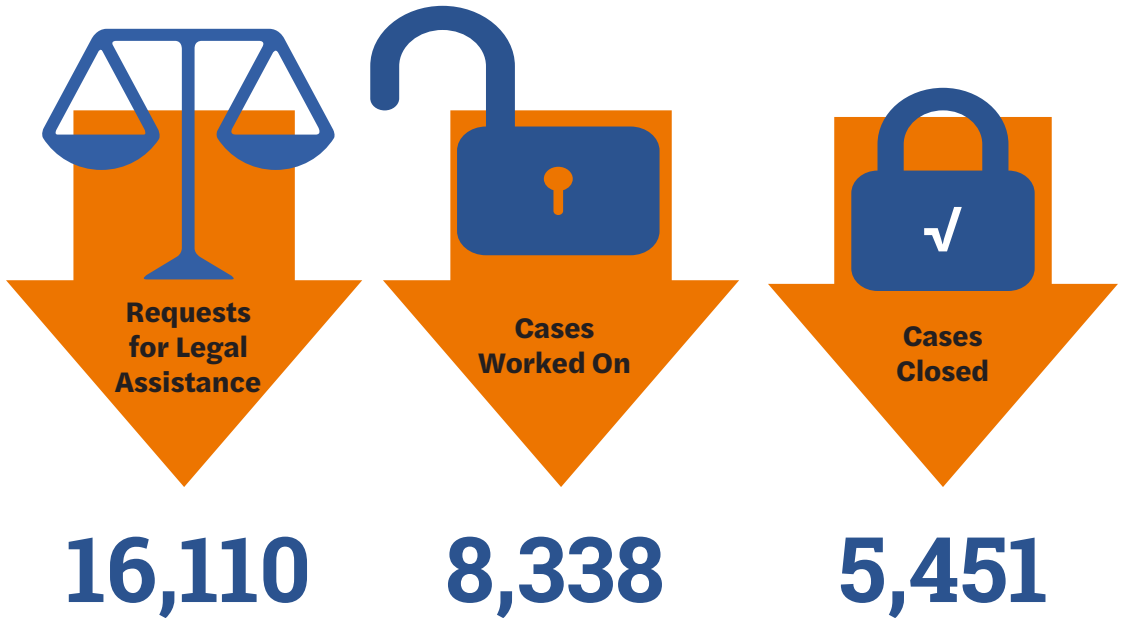 Requests
for Legal
Assistance
Cases
Worked On
√
Cases
Closed
16,110
8,338
5,451